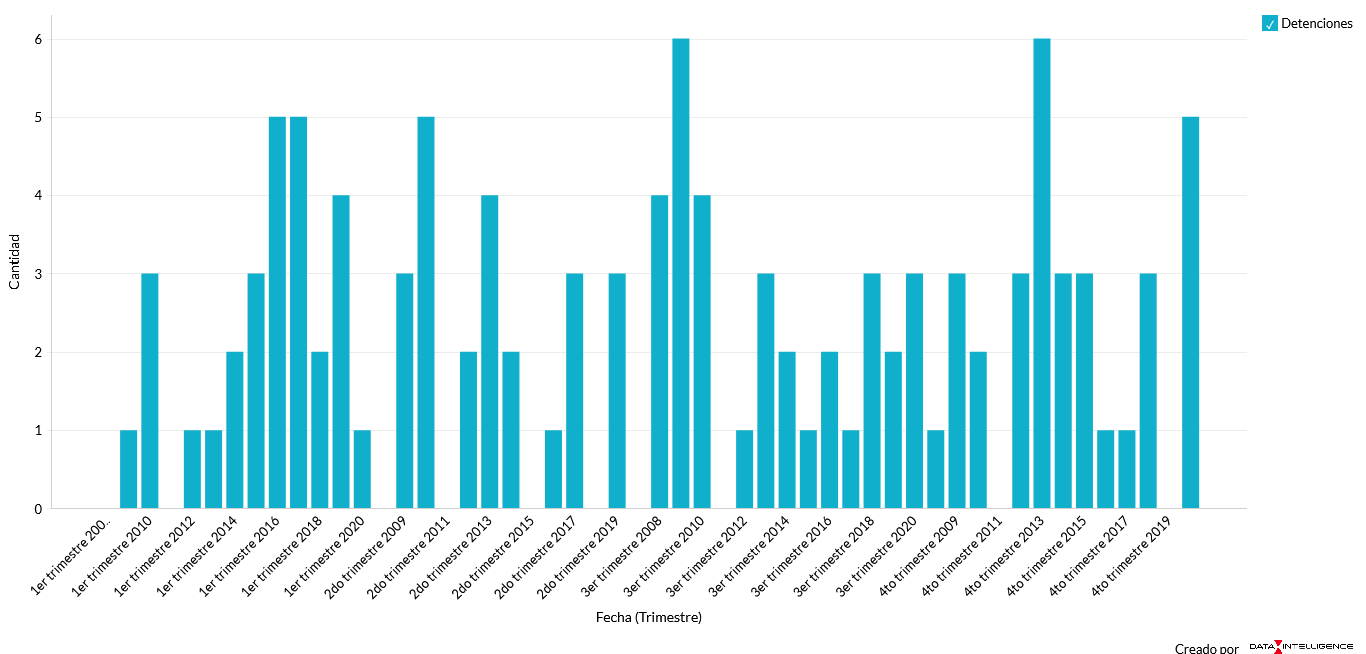 Detenciones
Cantidad
6
5
4
3
2
1
0
1er trimestre 200..
1er trimestre 2010
1er trimestre 2012
1er trimestre 2014
1er trimestre 2016
1er trimestre 2018
1er trimestre 2020
2do trimestre 2009
2do trimestre 2011
2do trimestre 2013
2do trimestre 2015
2do trimestre 2017
2do trimestre 2019
3er trimestre 2008
3er trimestre 2010
3er trimestre 2012
3er trimestre 2014
3er trimestre 2016
3er trimestre 2018
3er trimestre 2020
4to trimestre 2009
4to trimestre 2011
4to trimestre 2013
4to trimestre 2015
4to trimestre 2017
4to trimestre 2019
Fecha (Trimestre)
Creado por DATA INTELLIGENCE